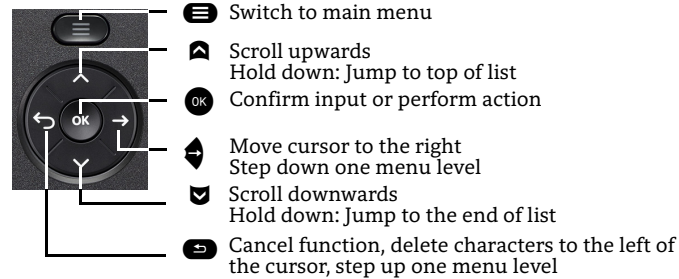 Switch to main menu
Scroll upwards
Hold down: Jump to top of list
OK Confirm input or perform action
OK
Move cursor to the right
Step down one menu level
Scroll downwards
Hold down: Jump to the end of list
Cancel function, delete characters to the left of
the cursor, step up one menu level